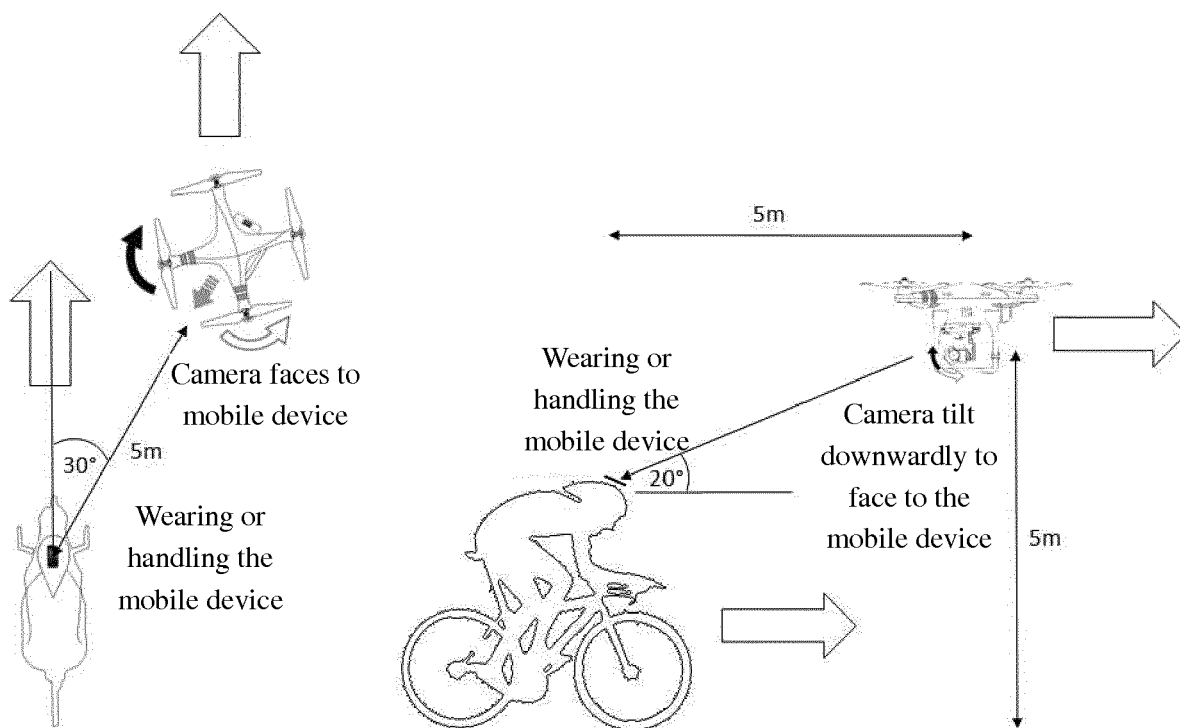 5m
Camera faces to
mobile device
30°
5m
Wearing or
handling the
mobile device
Wearing or
handling the
mobile device
20°
Camera tilt
downwardly to
face to the
mobile device
5m